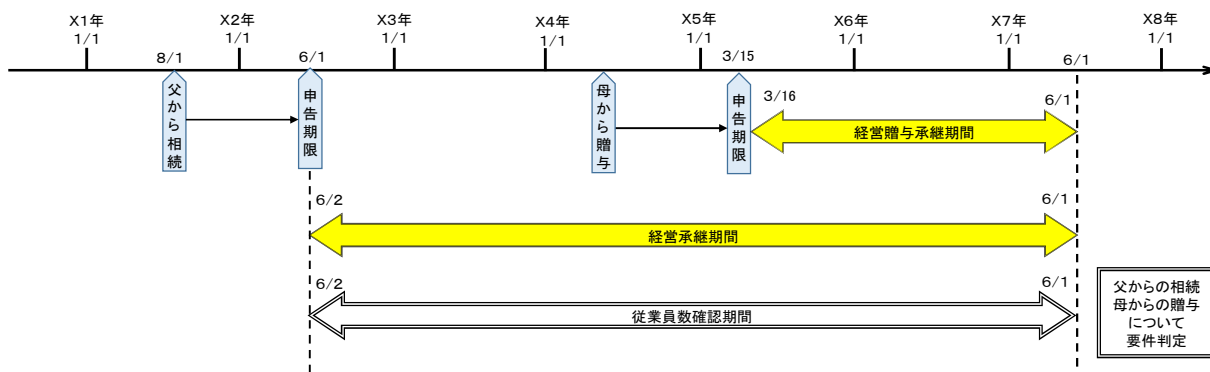 X1年
1/1
X2年
1/1
X3年
1/1
X4年
1/1
X5年
1/1
X6年
1/1
X7年
1/1
X8年
1/1
8/1
6/1
3/15
6/1
父から相続
申告期限
母から贈与
申告期限
3/16
6/1
経営贈与承継期間
6/2
6/1
経営承継期間
6/2
6/1
従業員数確認期間
父からの相続
母からの贈与
について
要件判定